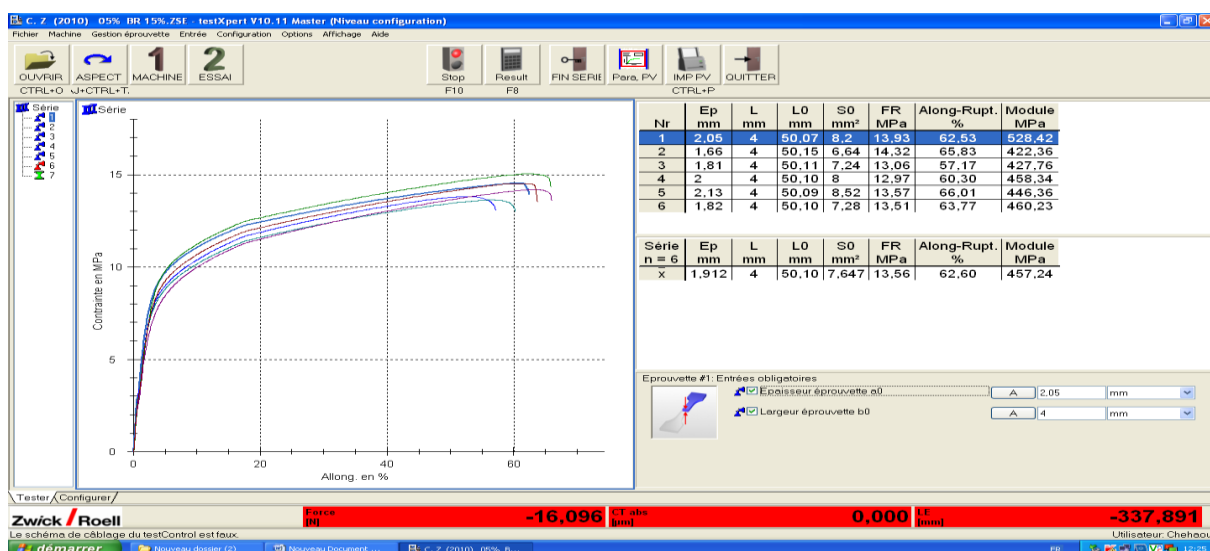 C. Z (2010) 05% BR 15%.ZSE - testXpert V10.11 Master (Niveau configuration)
Fichier Machine Gestion éprouvette Entrée Configuration Options Affichage Aide
OUVRIR ASPECT MACHINE ESSAI Stop Result FIN SERIE Para, PV IMP PV QUITTER
CTRL+O J+CTRL+T. F10 F8 CTRL+P
Série
1
2
3
4
5
6
7
Série
15
10
5
0
Contrainte en MPa
0 20 40 60
Allong. en %
Ep L L0 S0 FR Along-Rupt. Module
Nr mm mm mm mm² MPa % MPa
1 2,05 4 50,07 8,2 13,93 62,53 528,42
2 1,66 4 50,15 6,64 14,32 65,83 422,36
3 1,81 4 50,11 7,24 13,06 57,17 427,76
4 2 4 50,10 8 12,97 60,30 458,34
5 2,13 4 50,09 8,52 13,57 66,01 446,36
6 1,82 4 50,10 7,28 13,51 63,77 460,23
Série Ep L L0 S0 FR Along-Rupt. Module
n = 6 mm mm mm mm² MPa % MPa
x̄ 1,912 4 50,10 7,647 13,56 62,60 457,24
Eprouvette #1: Entrées obligatoires
Epaisseur éprouvette a0 A 2.05 mm
Largeur éprouvette b0 A 4 mm
Tester Configurer
Zwick / Roell
Force [N] -16,096 CT abs [µm] 0,000 LE [mm] -337,891
Le schéma de câblage du testControl est faux. Utilisateur: Chehaou
démarrer Nouveau dossier (2) Nouveau Document ... C. Z (2010) 05% B... FR 12:25